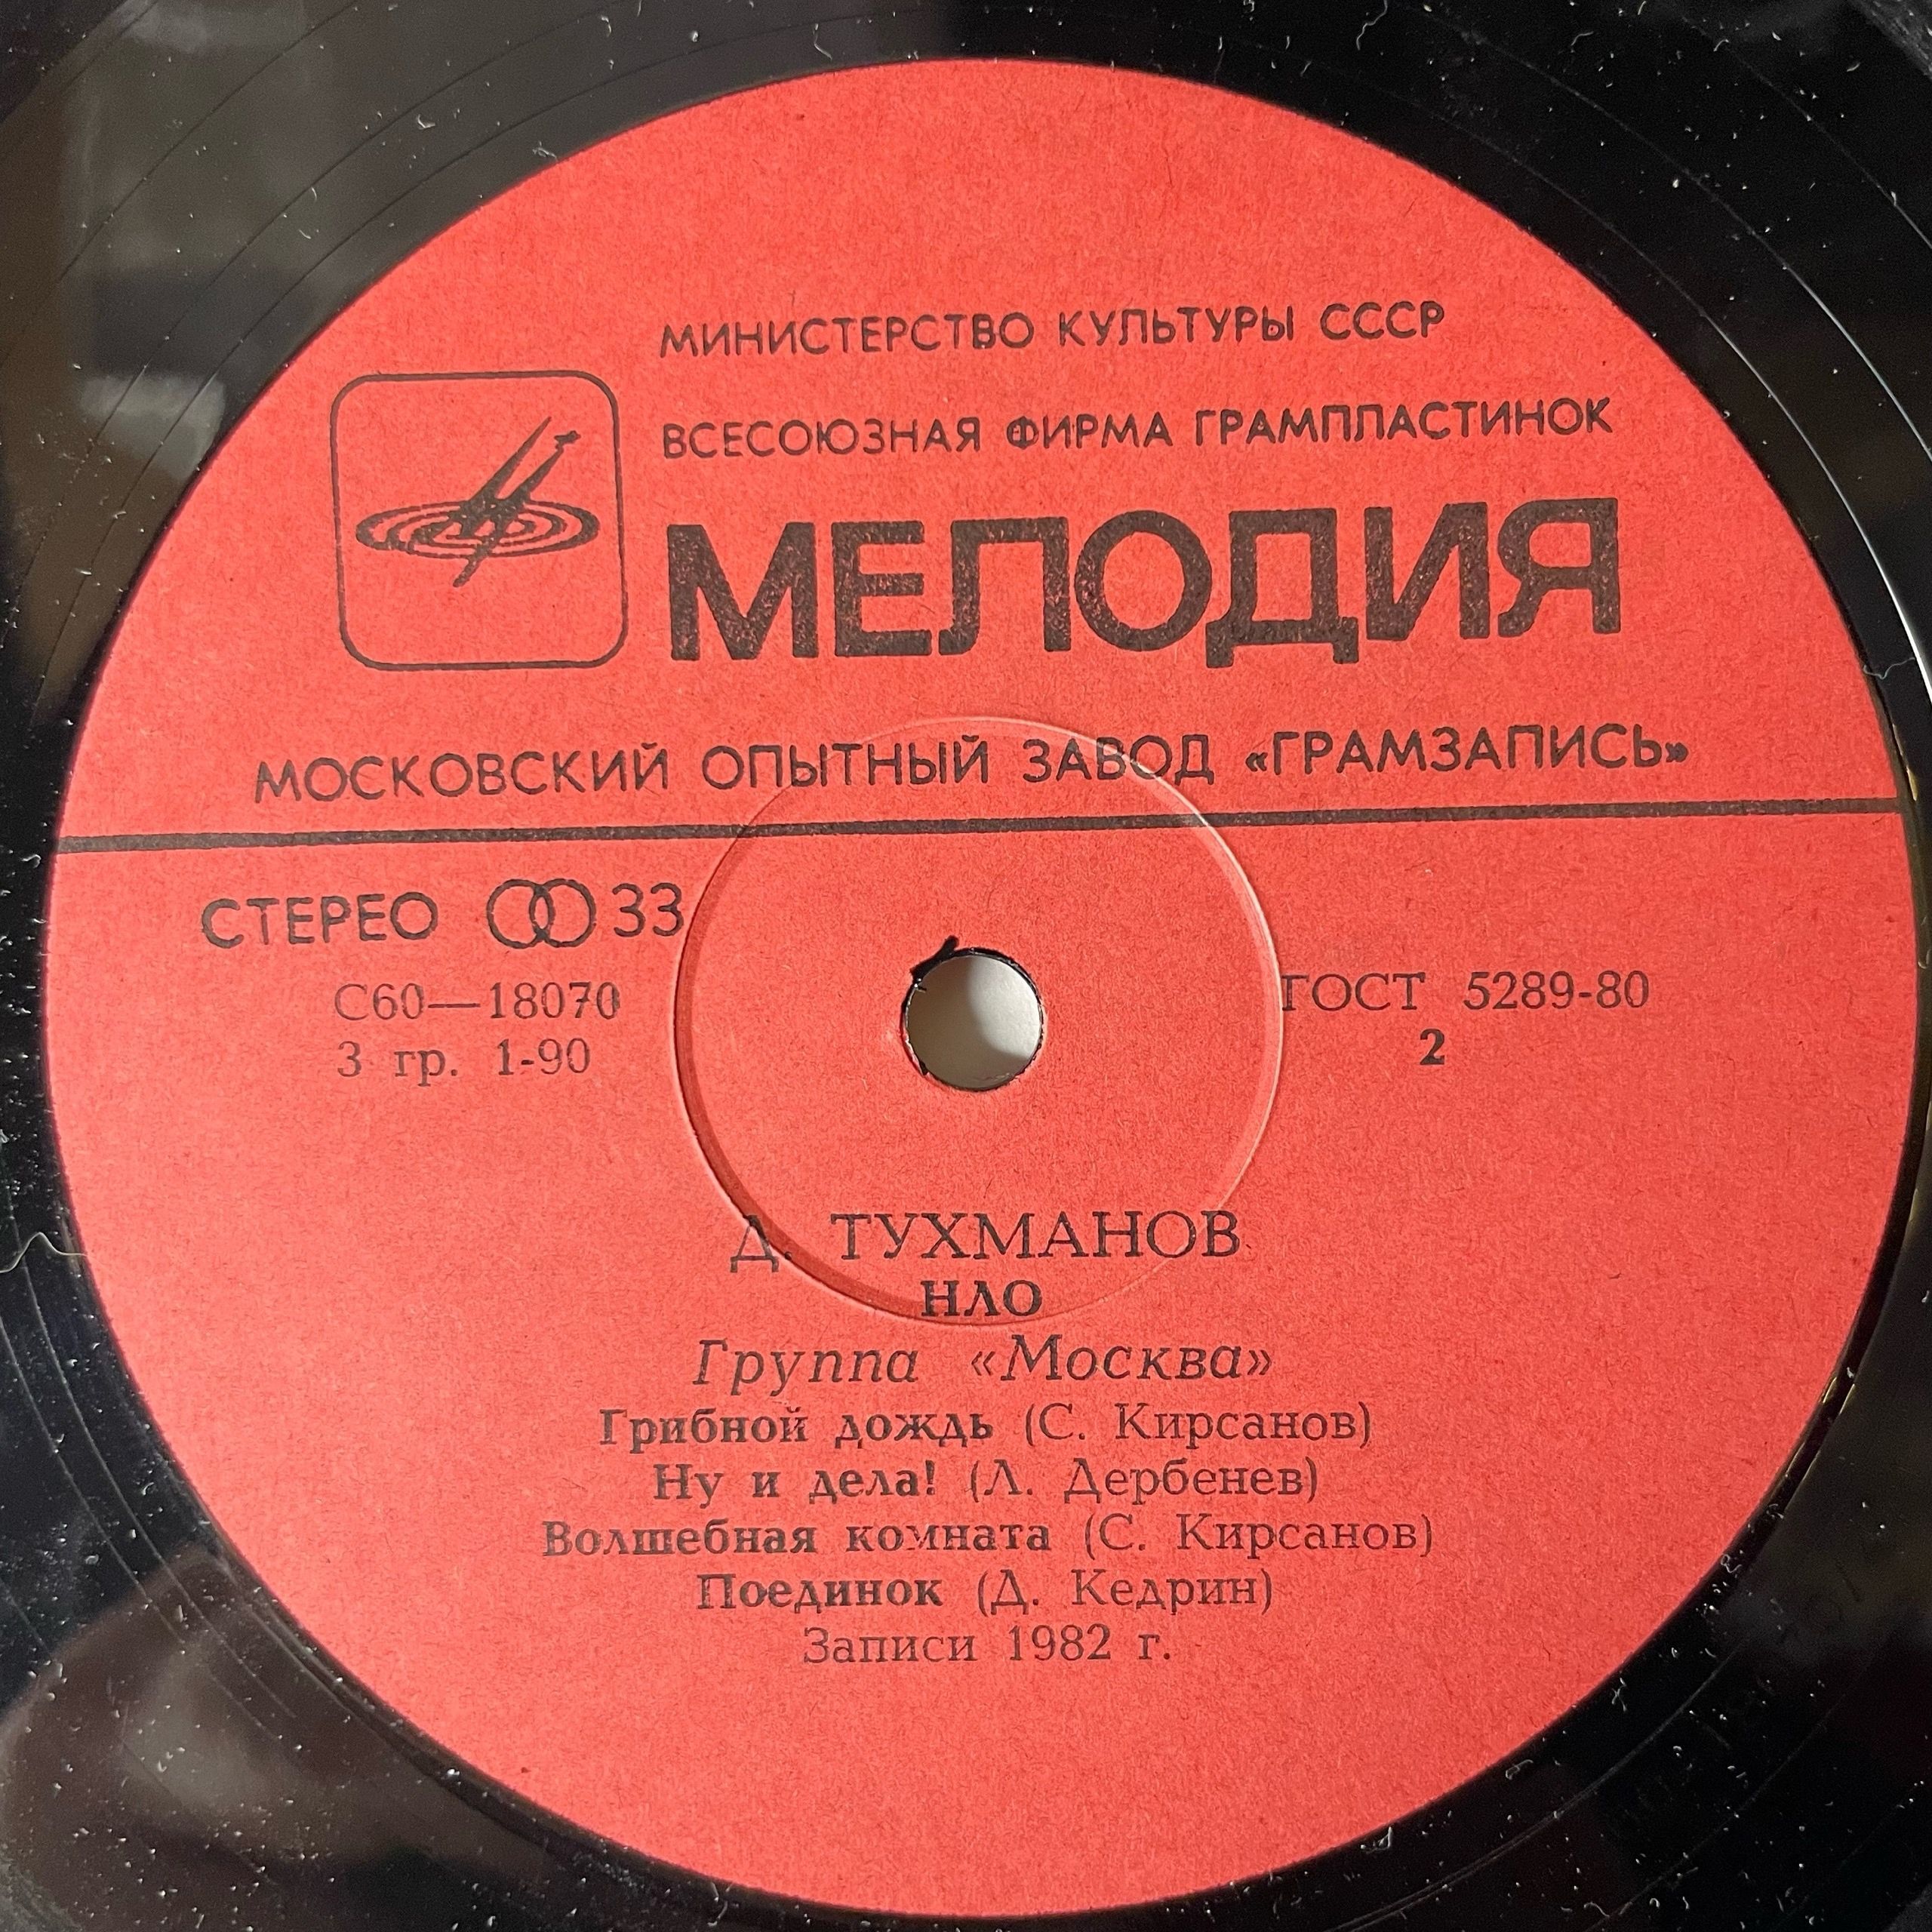 МИНИСТЕРСТВО КУЛЬТУРЫ СССР
ВСЕСОЮЗНАЯ ФИРМА ГРАМПЛАСТИНОК
МЕЛОДИЯ
МОСКОВСКИЙ ОПЫТНЫЙ ЗАВОД «ГРАМЗАПИСЬ»
СТЕРЕО 33
С60—18070
3 гр. 1-90
ГОСТ 5289-80
2
Д. ТУХМАНОВ
НЛО
Группа «Москва»
Грибной дождь (С. Кирсанов)
Ну и дела! (Л. Дербенев)
Волшебная комната (С. Кирсанов)
Поединок (Д. Кедрин)
Записи 1982 г.